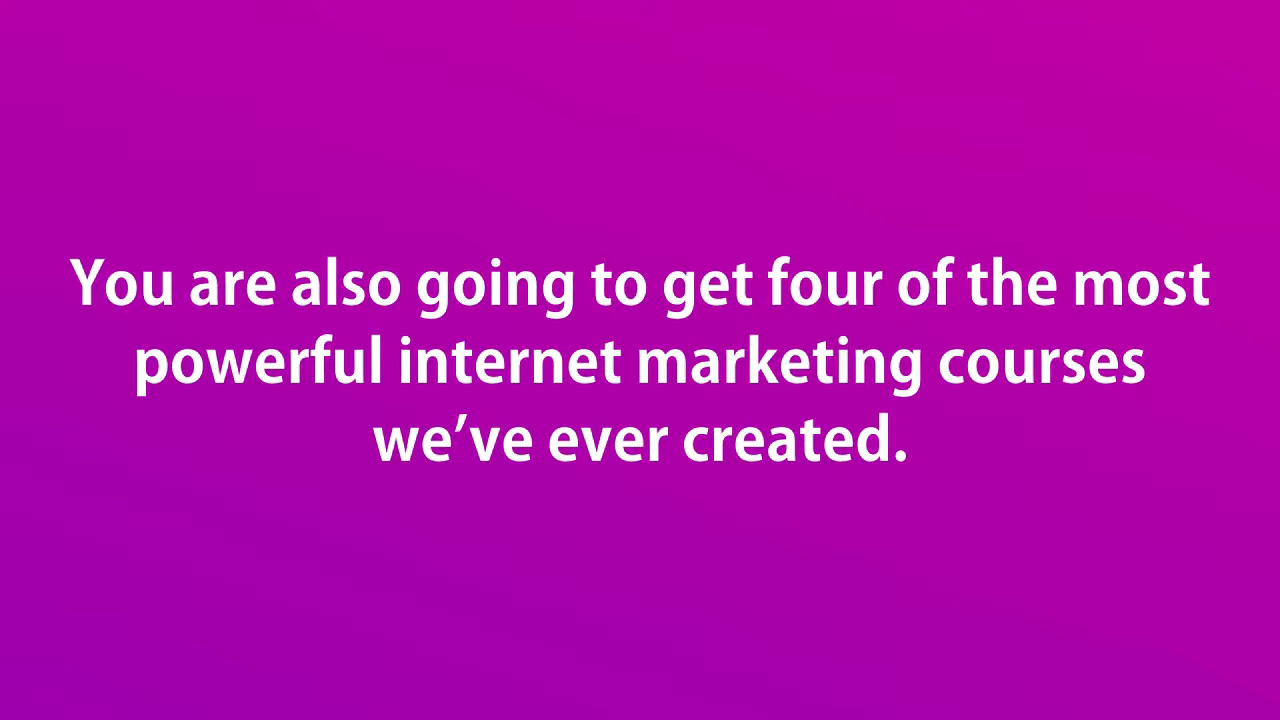 You are also going to get four of the most
powerful internet marketing courses
we’ve ever created.